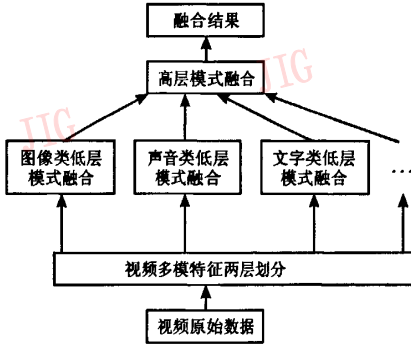 融合结果
高层模式融合
图像类低层
模式融合
声音类低层
模式融合
文字类低层
模式融合
...
视频多模特征两层划分
视频原始数据
JIG
JIG